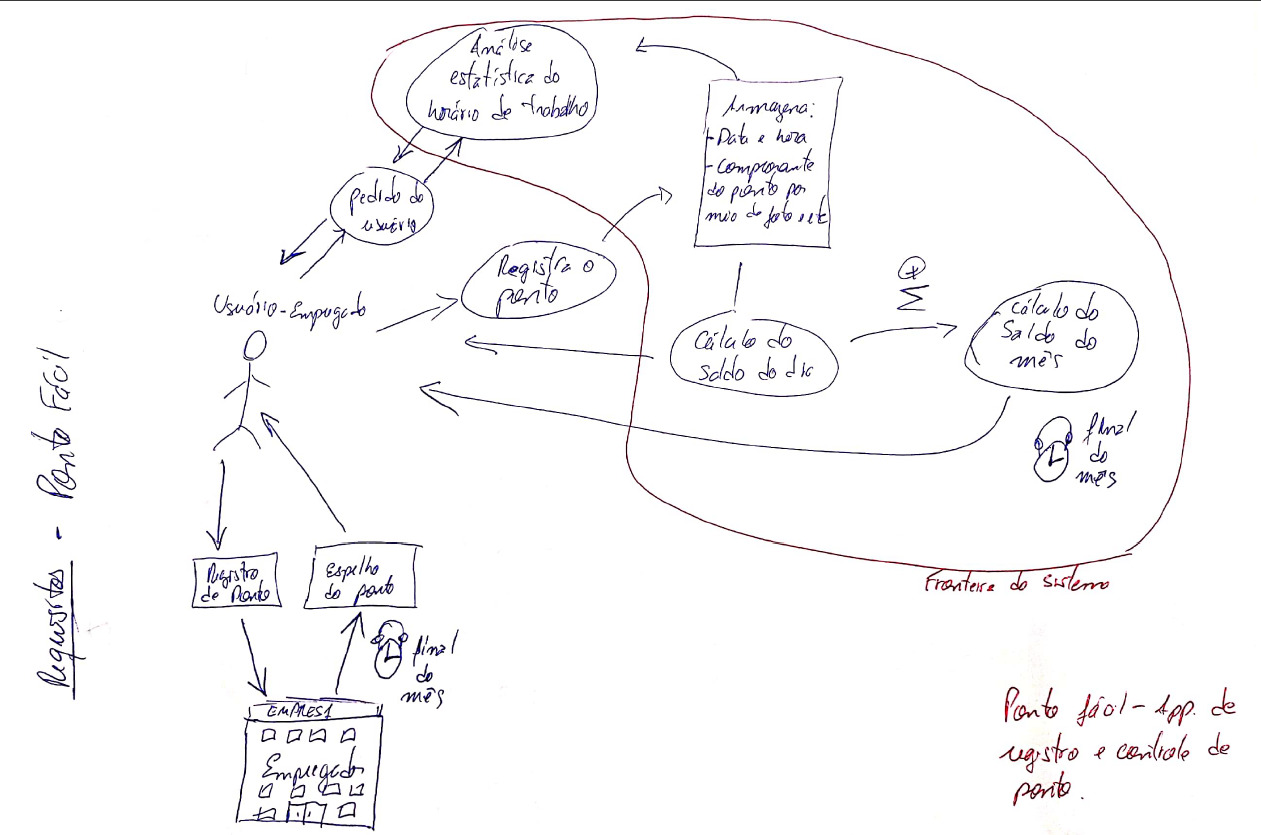 Análise
estatística do
horário de trabalho
Armazena:
- Data e hora
- Comprovante
do ponto por
meio de foto etc
pedido do
usuário
Registra o
ponto
Usuário-Empregado
+
Σ
Cálculo do
Saldo do
mês
Cálculo do
Saldo do dia
final
do
mês
Requisitos - Ponto Fácil
Registro
de Ponto
Espelho
do ponto
Fronteira do Sistema
final
do
mês
EMPRESA
Empregador
Ponto fácil - App. de
registro e controle de
ponto.